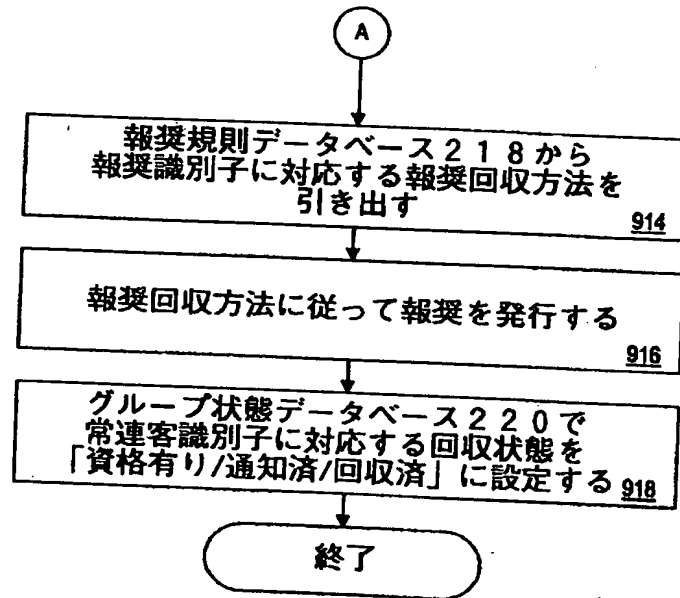 A
報奨規則データベース218から
報奨識別子に対応する報奨回収方法を
引き出す
914
報奨回収方法に従って報奨を発行する
916
グループ状態データベース220で
常連客識別子に対応する回収状態を
「資格有り/通知済/回収済」に設定する
918
終了